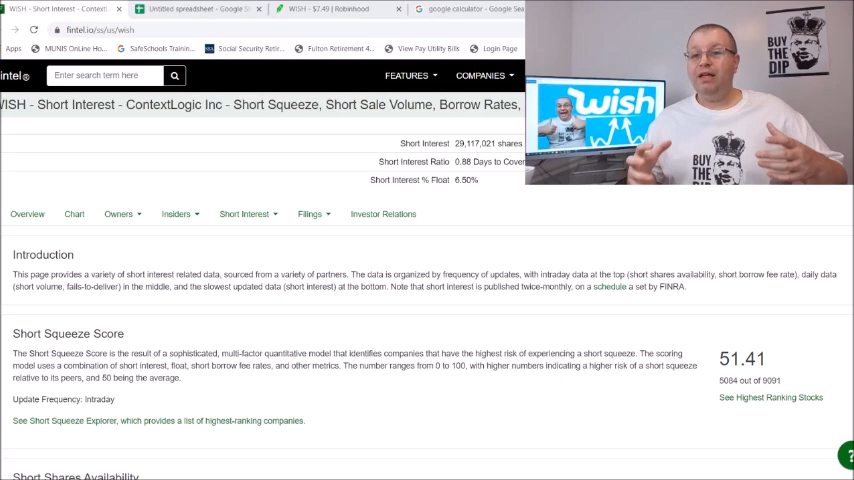 WISH - Short Interest - Context
Untitled spreadsheet - Google Sh
WISH - $7.49 | Robinhood
google calculator - Google Sea
fintel.io/ss/us/wish
Apps
MUNIS OnLine Ho...
SafeSchools Trainin...
Social Security Retir...
Fulton Retirement 4...
View Pay Utility Bills
Login Page
intel
Enter search term here
FEATURES
COMPANIES
WISH - Short Interest - ContextLogic Inc - Short Squeeze, Short Sale Volume, Borrow Rates,
wish
BUY
THE
DIP
BUY
THE
DIP
Short Interest 29,117,021 shares
Short Interest Ratio 0.88 Days to Cover
Short Interest % Float 6.50%
Overview Chart Owners Insiders Short Interest Filings Investor Relations
Introduction
This page provides a variety of short interest related data, sourced from a variety of partners. The data is organized by frequency of updates, with intraday data at the top (short shares availability, short borrow fee rate), daily data
(short volume, fails-to-deliver) in the middle, and the slowest updated data (short interest) at the bottom. Note that short interest is published twice-monthly, on a schedule a set by FINRA.
Short Squeeze Score
The Short Squeeze Score is the result of a sophisticated, multi-factor quantitative model that identifies companies that have the highest risk of experiencing a short squeeze. The scoring
model uses a combination of short interest, float, short borrow fee rates, and other metrics. The number ranges from 0 to 100, with higher numbers indicating a higher risk of a short squeeze
relative to its peers, and 50 being the average.
51.41
5084 out of 9091
See Highest Ranking Stocks
Update Frequency: Intraday
See Short Squeeze Explorer, which provides a list of highest-ranking companies.
Short Shares Availability
?